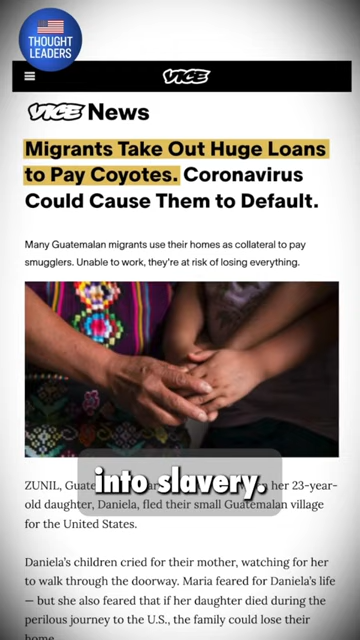 THOUGHT
LEADERS
VICE
VICE News
Migrants Take Out Huge Loans
to Pay Coyotes. Coronavirus
Could Cause Them to Default.
Many Guatemalan migrants use their homes as collateral to pay
smugglers. Unable to work, they're at risk of losing everything.
into slavery.
ZUNIL, her 23-year-
old daughter, Daniela, fled their small Guatemalan village
for the United States.
Daniela's children cried for their mother, watching for her
to walk through the doorway. Maria feared for Daniela's life
— but she also feared that if her daughter died during the
perilous journey to the U.S., the family could lose their
home.